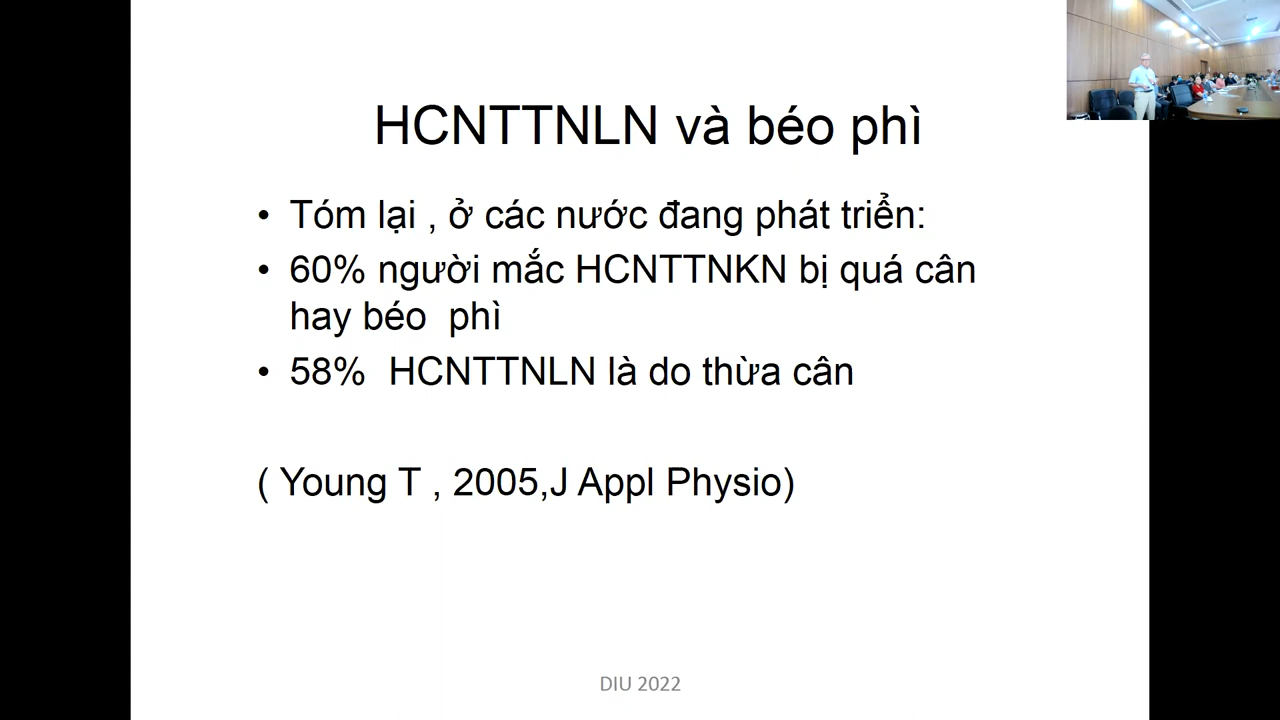 HCNTTNLN và béo phì
• Tóm lại , ở các nước đang phát triển:
• 60% người mắc HCNTTNKN bị quá cân
hay béo  phì
• 58%  HCNTTNLN là do thừa cân
( Young T , 2005,J Appl Physio)
DIU 2022